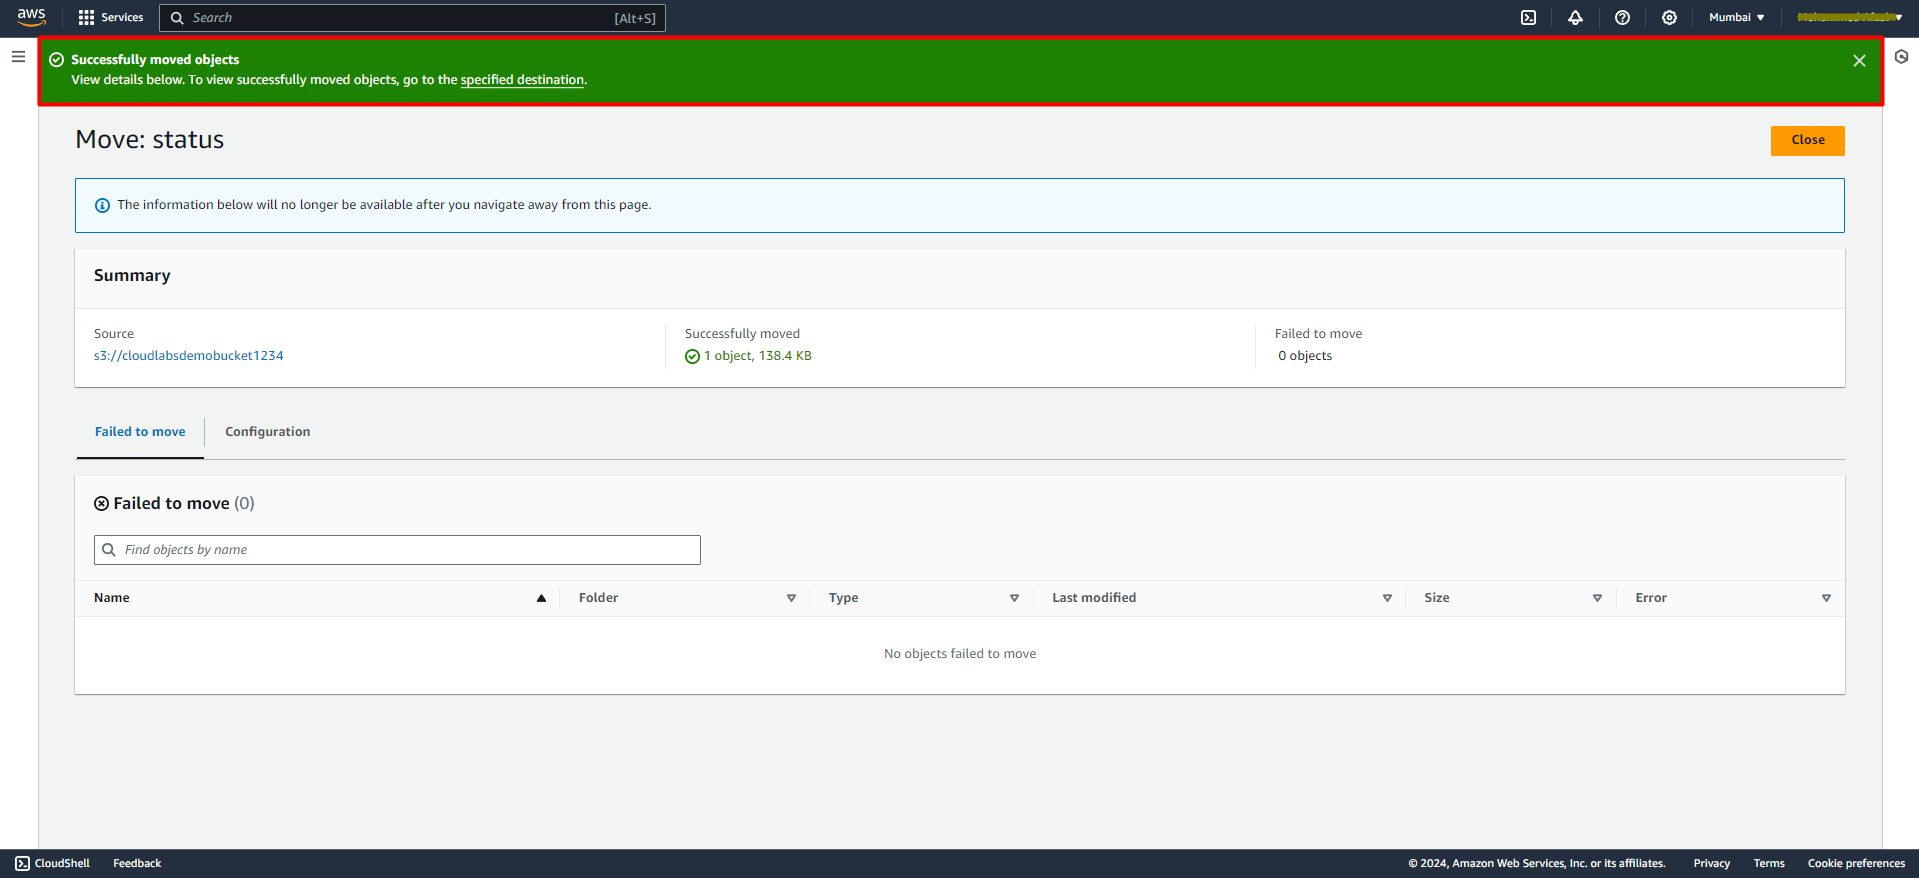 aws Services Search [Alt+S] Mumbai
Successfully moved objects
View details below. To view successfully moved objects, go to the specified destination.
Move: status
Close
The information below will no longer be available after you navigate away from this page.
Summary
Source Successfully moved Failed to move
s3://cloudlabsdemobucket1234 1 object, 138.4 KB 0 objects
Failed to move Configuration
Failed to move (0)
Find objects by name
Name Folder Type Last modified Size Error
No objects failed to move
CloudShell Feedback © 2024, Amazon Web Services, Inc. or its affiliates. Privacy Terms Cookie preferences